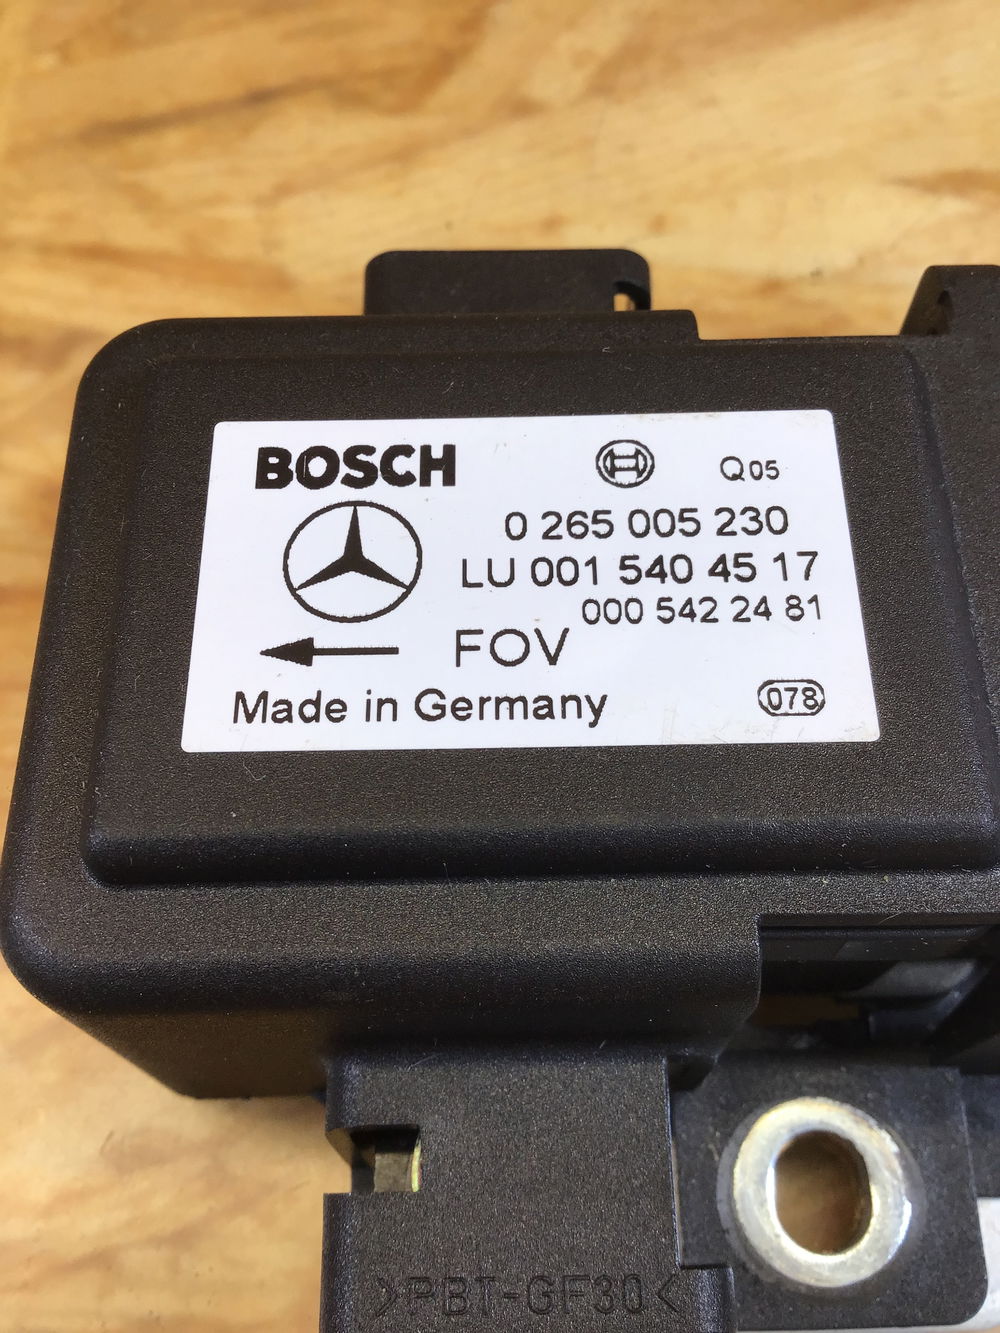 BOSCH
Q05
0 265 005 230
LU 001 540 45 17
000 542 24 81
FOV
Made in Germany
078
>PBT-GF30<